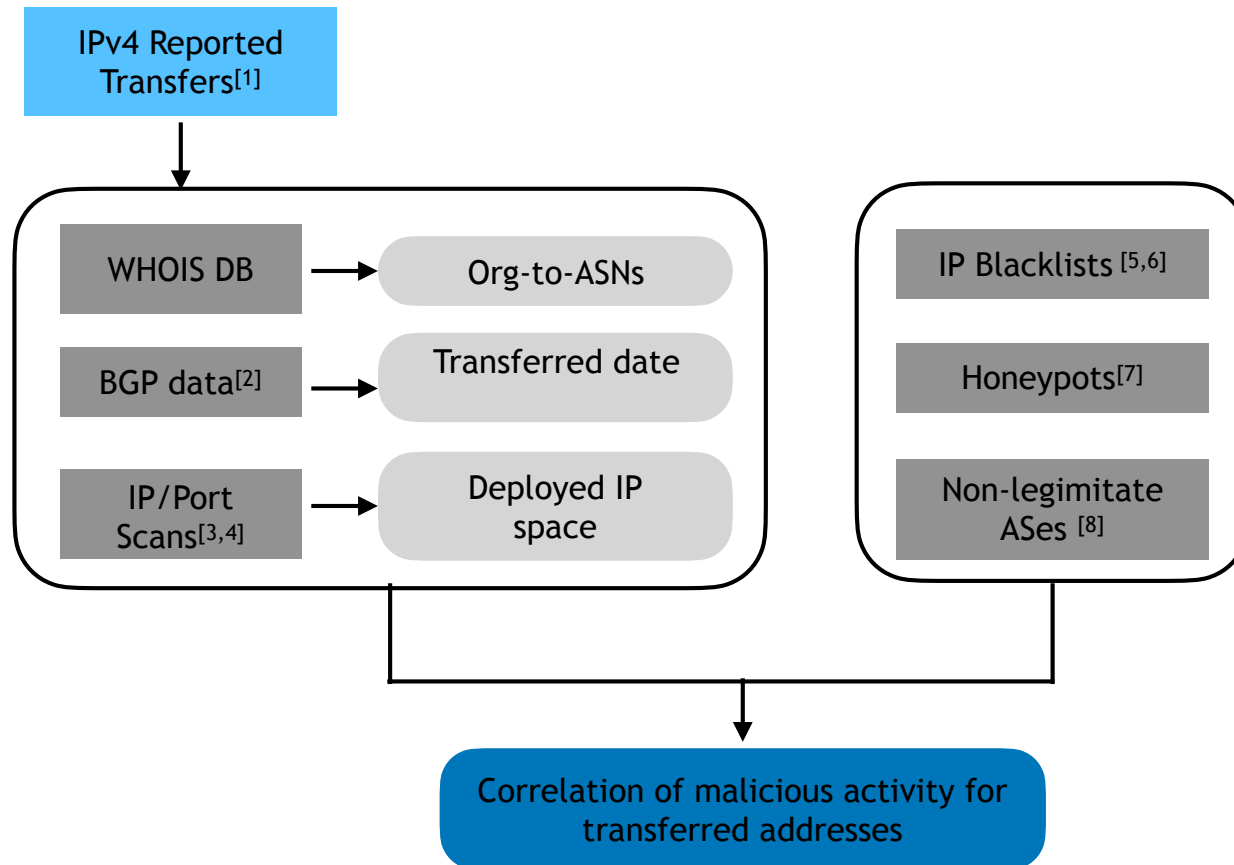 IPv4 Reported
Transfers[1]
WHOIS DB
Org-to-ASNs
BGP data[2]
Transferred date
IP/Port
Scans[3,4]
Deployed IP
space
IP Blacklists [5,6]
Honeypots[7]
Non-legimitate
ASes [8]
Correlation of malicious activity for
transferred addresses